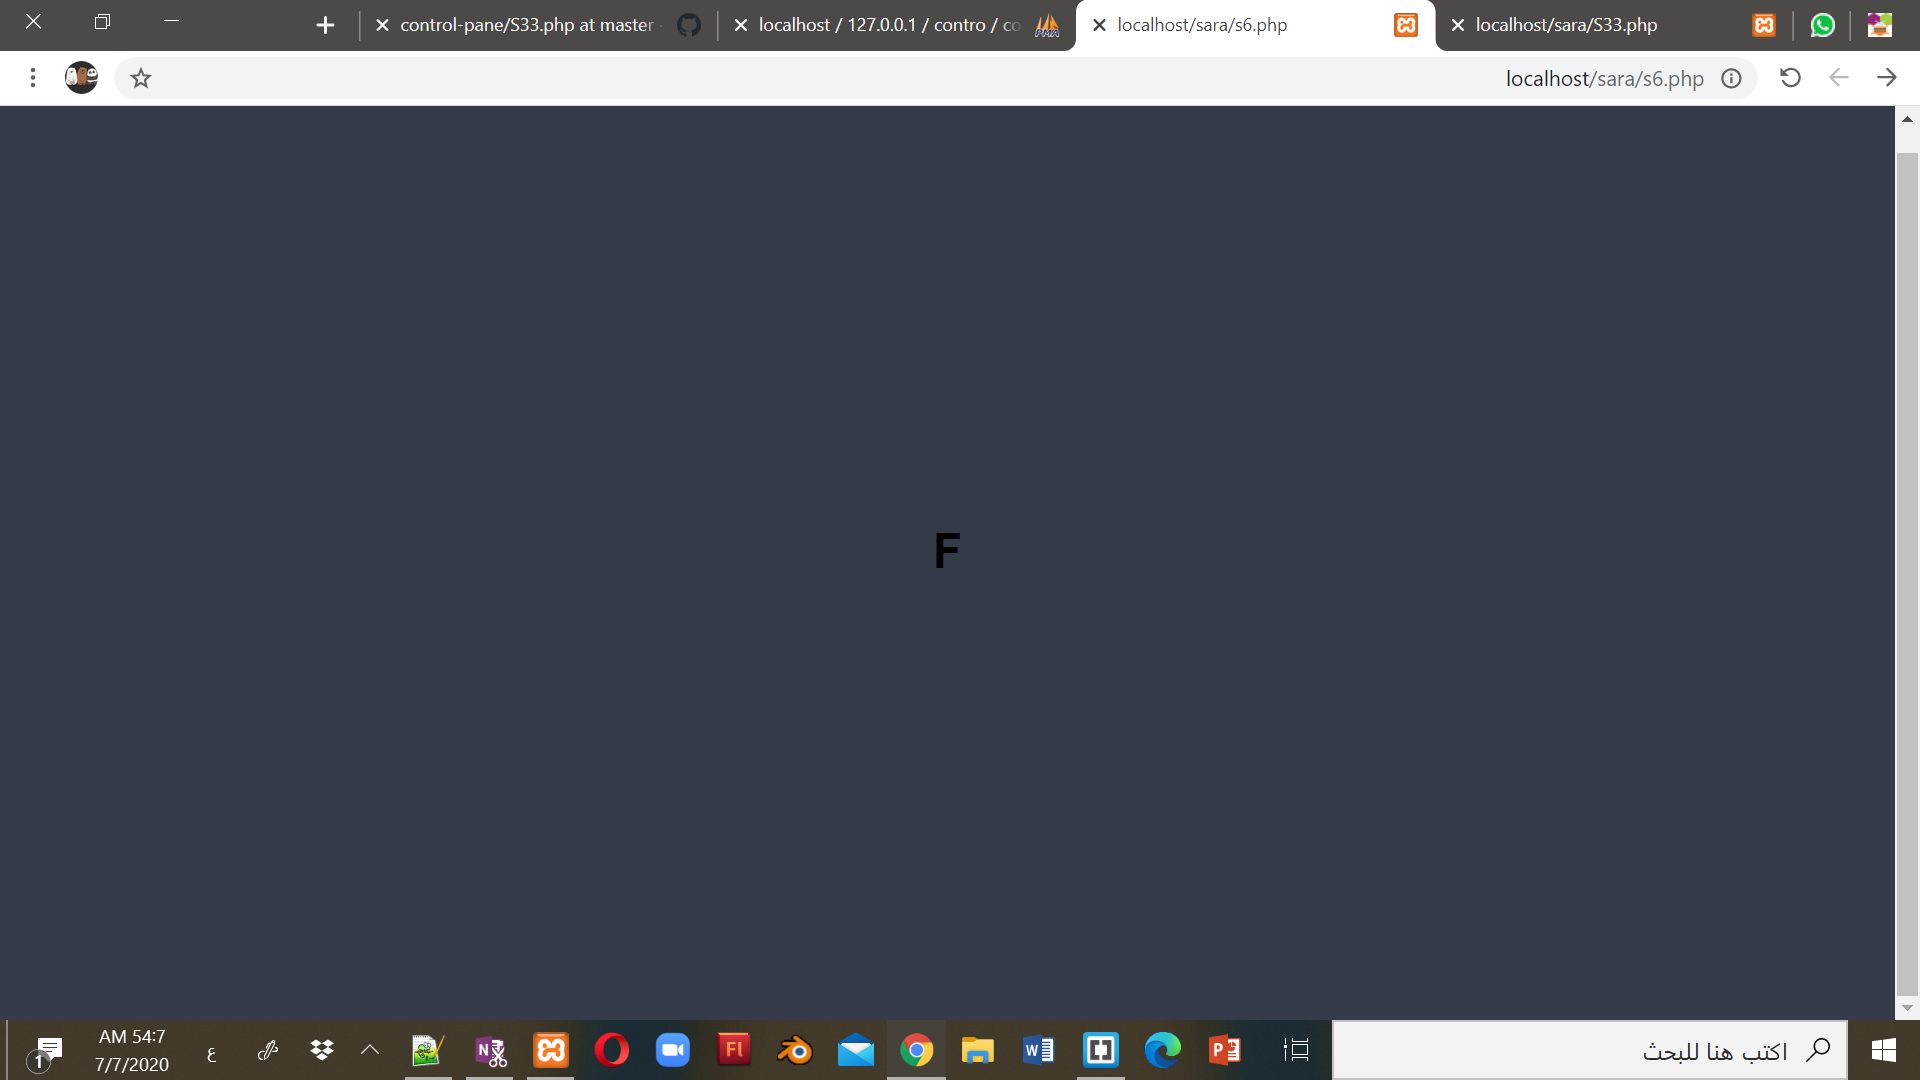 control-pane/S33.php at master
localhost / 127.0.0.1 / contro / co
localhost/sara/s6.php
localhost/sara/S33.php
localhost/sara/s6.php
F
AM 54:7
7/7/2020
1
ع
اكتب هنا للبحث